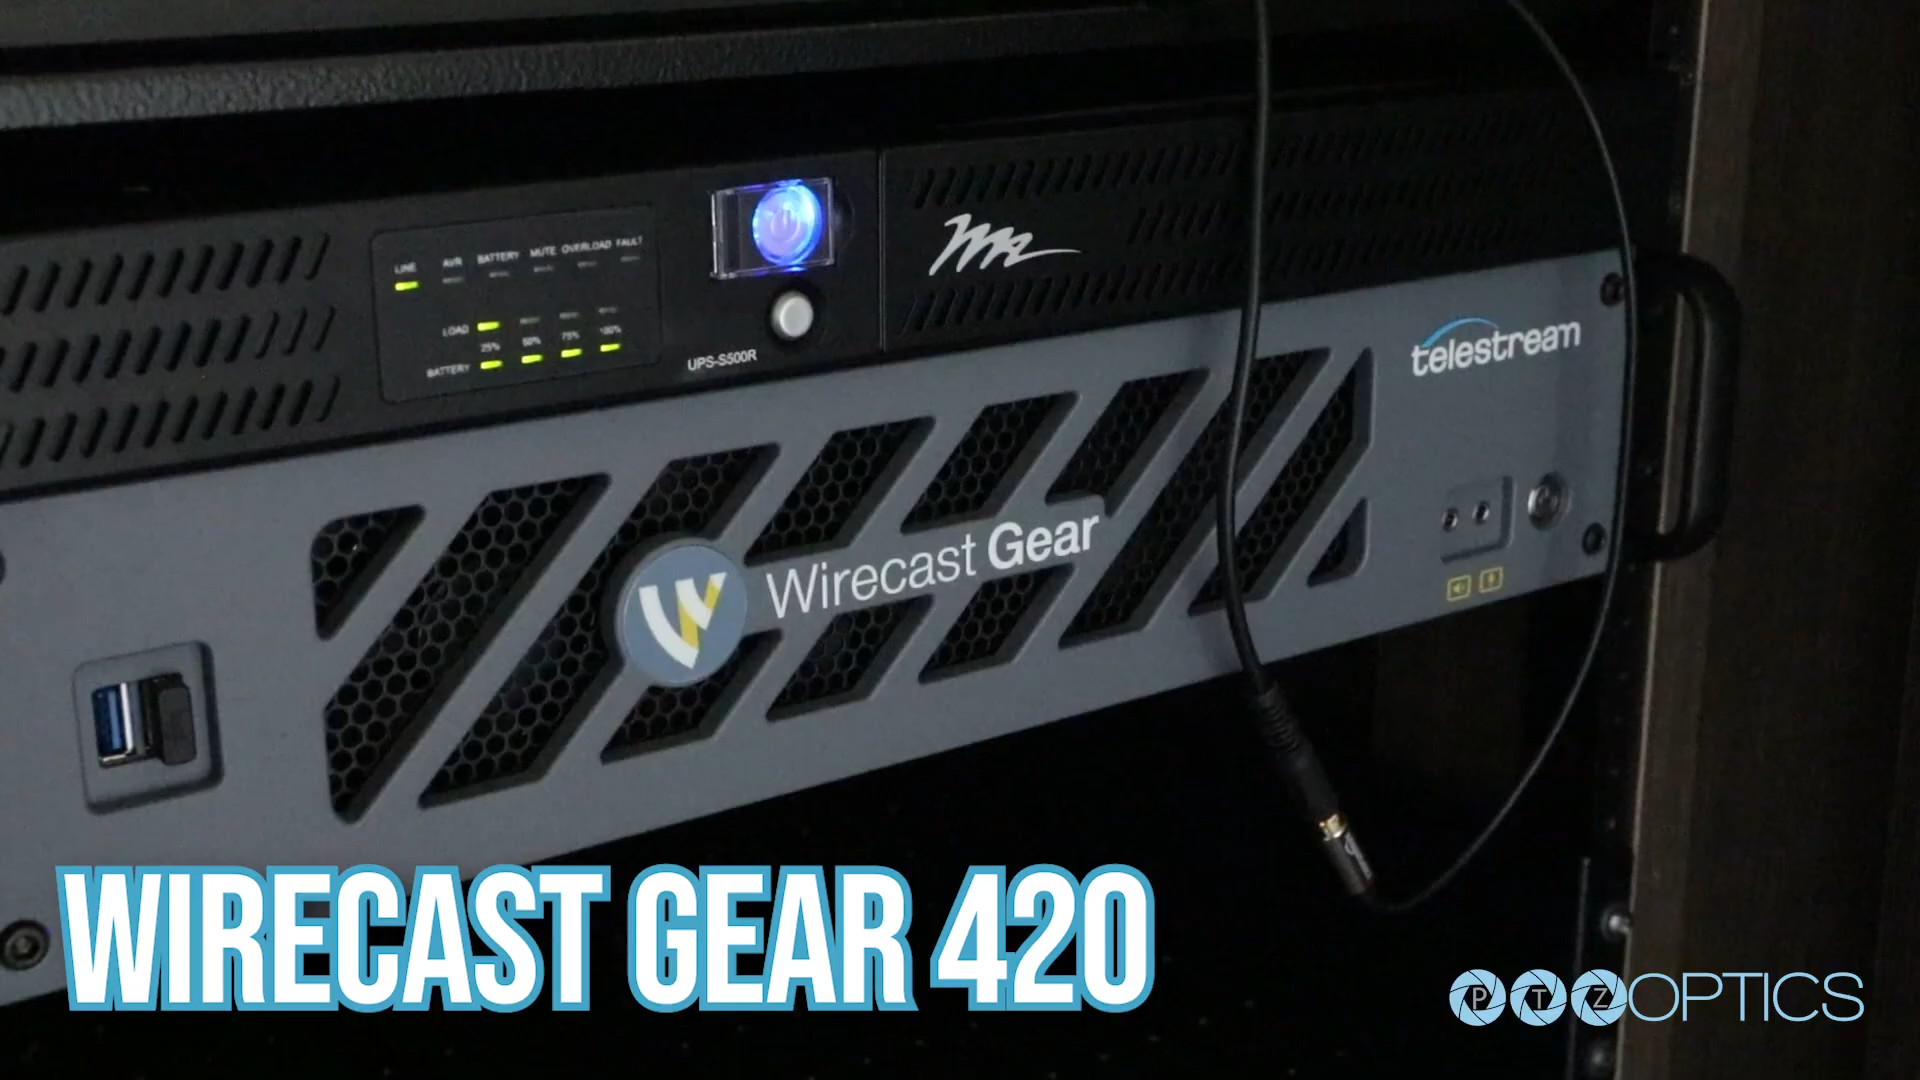 LINE AVR BATTERY MUTE OVERLOAD FAULT
LOAD
25% 50% 75% 100%
BATTERY
UPS-S500R
telestream
Wirecast Gear
WIRECAST GEAR 420
PTZOPTICS